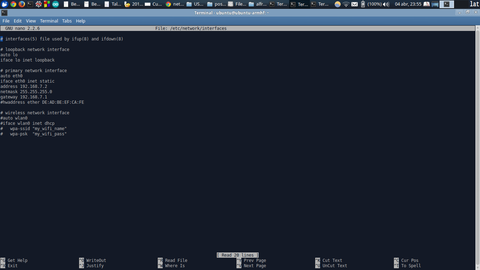 Terminal - ubuntu@ubuntu-armhf:
File Edit View Terminal Tabs Help
GNU nano 2.2.6 File: /etc/network/interfaces
# interfaces(5) file used by ifup(8) and ifdown(8)
# loopback network interface
auto lo
iface lo inet loopback
# primary network interface
auto eth0
iface eth0 inet static
address 192.168.7.2
netmask 255.255.255.0
gateway 192.168.7.1
#hwaddress ether DE:AD:BE:EF:CA:FE
# wireless network interface
#auto wlan0
#iface wlan0 inet dhcp
# wpa-ssid "my_wifi_name"
# wpa-psk "my_wifi_pass"
[ Read 20 lines ]
^G Get Help ^O WriteOut ^R Read File ^Y Prev Page ^K Cut Text ^C Cur Pos
^X Exit ^J Justify ^W Where Is ^V Next Page ^U UnCut Text ^T To Spell